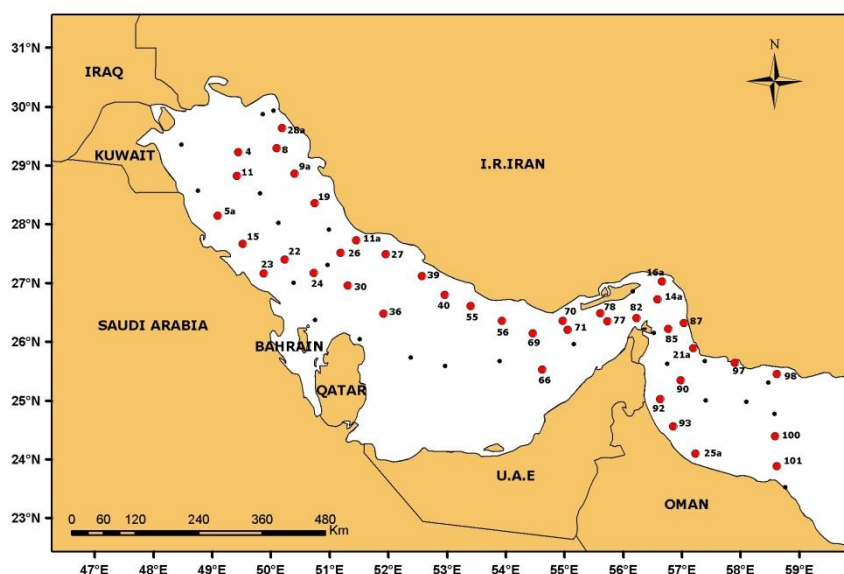 31°N
30°N
29°N
28°N
27°N
26°N
25°N
24°N
23°N
N
IRAQ
KUWAIT
I.R.IRAN
SAUDI ARABIA
BAHRAIN
QATAR
U.A.E
OMAN
28a
4
8
9a
11
19
5a
15
11a
22
26
27
23
24
30
39
36
40
55
56
69
66
70
71
78
77
82
16a
14a
87
85
21a
97
98
90
92
93
25a
100
101
0 60 120 240 360 480
Km
47°E 48°E 49°E 50°E 51°E 52°E 53°E 54°E 55°E 56°E 57°E 58°E 59°E